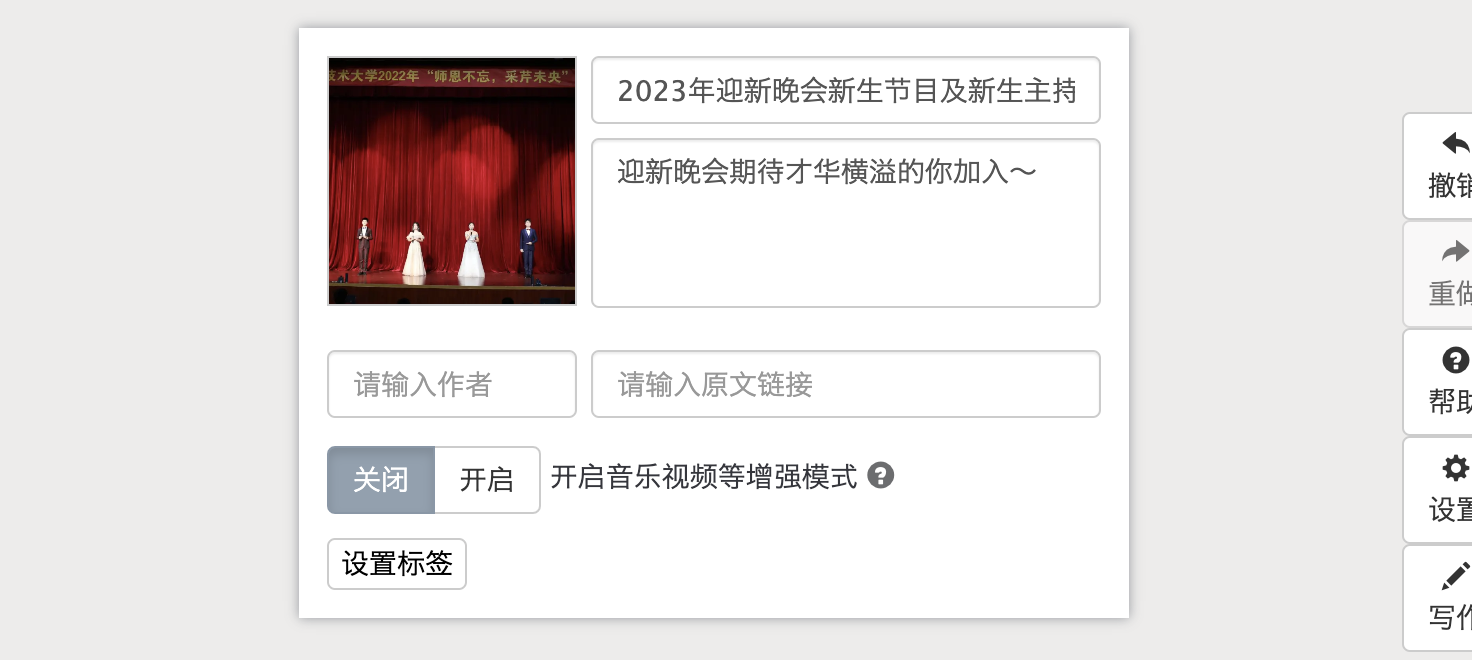 技术大学2022年“师恩不忘，采芹未央”
2023年迎新晚会新生节目及新生主持
迎新晚会期待才华横溢的你加入～
请输入作者
请输入原文链接
关闭
开启
开启音乐视频等增强模式
设置标签
撤销
重做
帮助
设置
写作